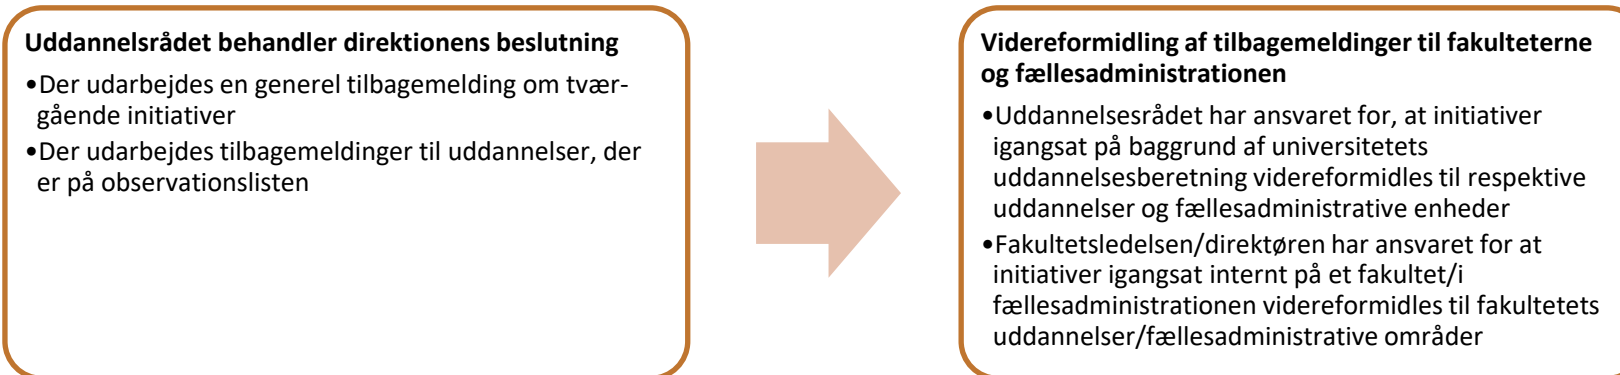 Uddannelsrådet behandler direktionens beslutning
•Der udarbejdes en generel tilbagemelding om tvær-
gående initiativer
•Der udarbejdes tilbagemeldinger til uddannelser, der
er på observationslisten
Videreformidling af tilbagemeldinger til fakulteterne
og fællesadministrationen
•Uddannelsesrådet har ansvaret for, at initiativer
igangsat på baggrund af universitetets
uddannelsesberetning videreformidles til respektive
uddannelser og fællesadministrative enheder
•Fakultetsledelsen/direktøren har ansvaret for at
initiativer igangsat internt på et fakultet/i
fællesadministrationen videreformidles til fakultetets
uddannelser/fællesadministrative områder